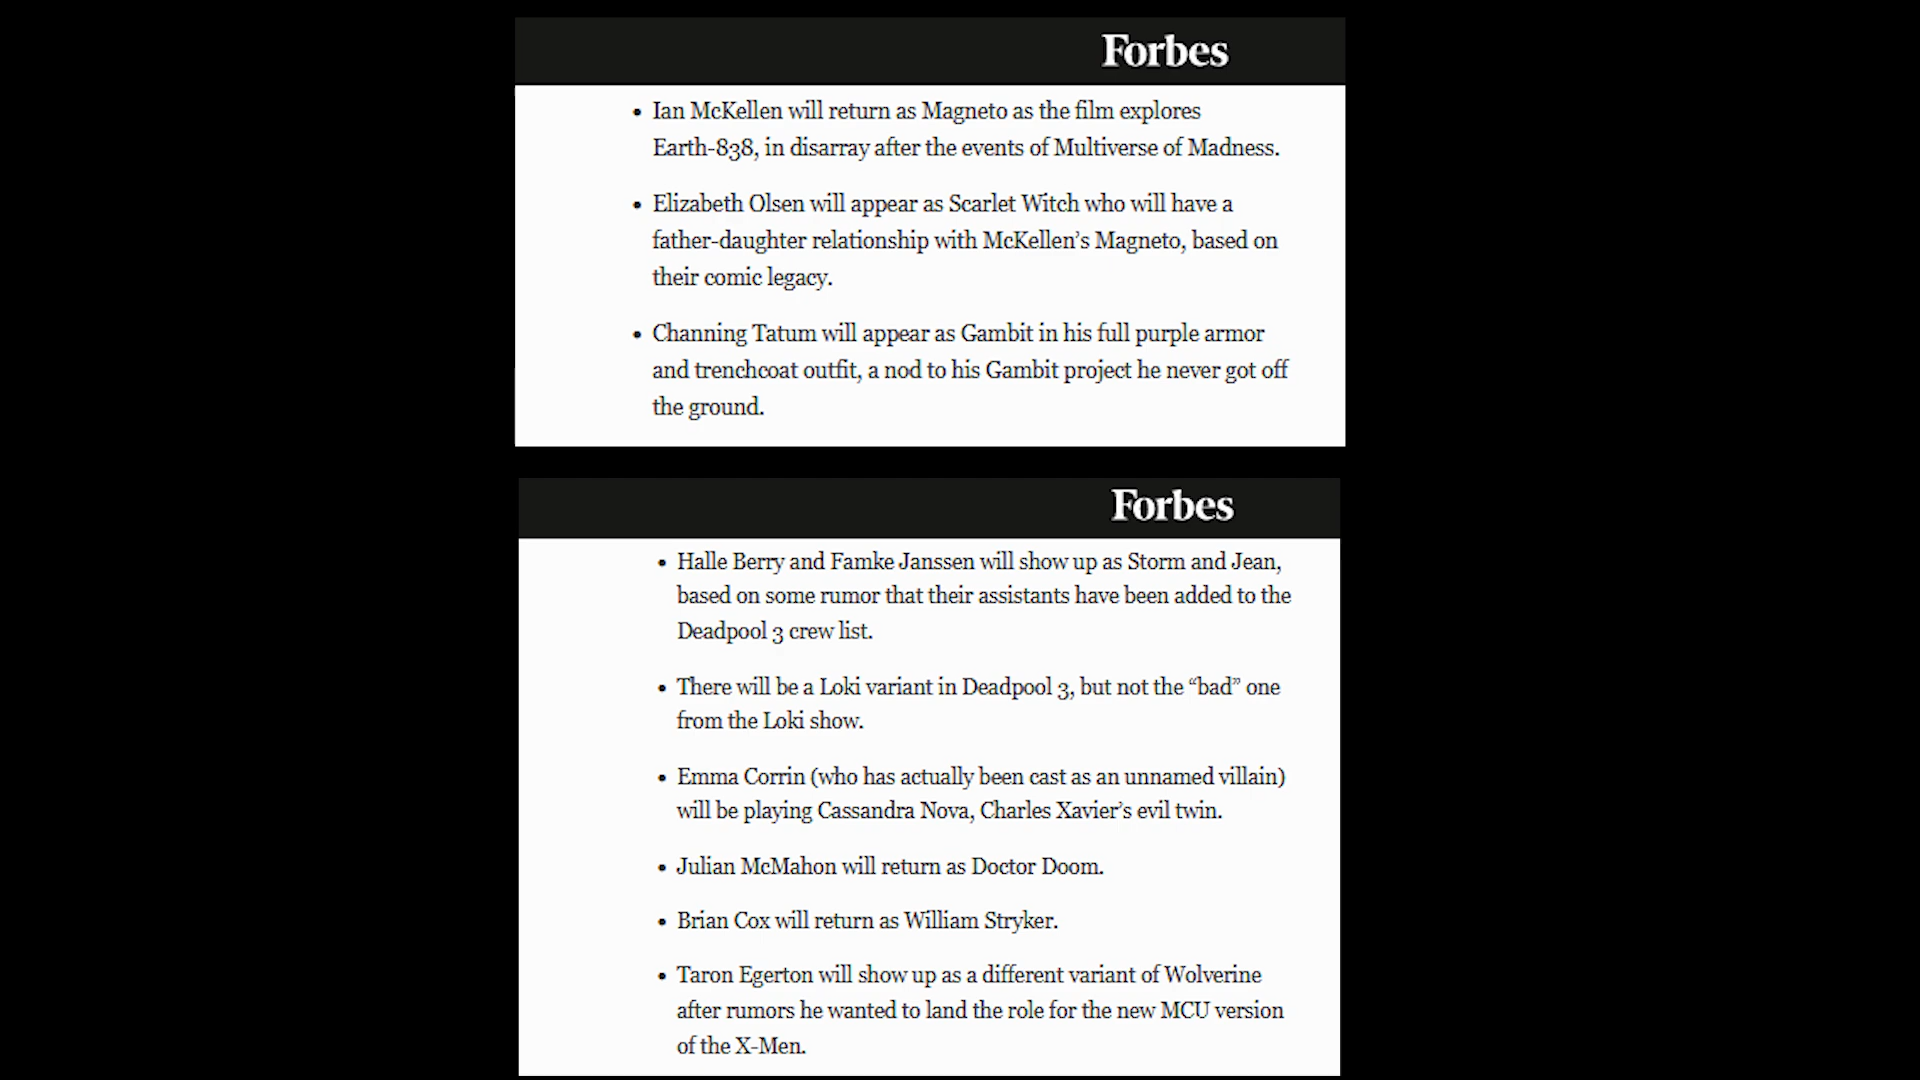 Forbes
• Ian McKellen will return as Magneto as the film explores
Earth-838, in disarray after the events of Multiverse of Madness.
• Elizabeth Olsen will appear as Scarlet Witch who will have a
father-daughter relationship with McKellen’s Magneto, based on
their comic legacy.
• Channing Tatum will appear as Gambit in his full purple armor
and trenchcoat outfit, a nod to his Gambit project he never got off
the ground.
Forbes
• Halle Berry and Famke Janssen will show up as Storm and Jean,
based on some rumor that their assistants have been added to the
Deadpool 3 crew list.
• There will be a Loki variant in Deadpool 3, but not the “bad” one
from the Loki show.
• Emma Corrin (who has actually been cast as an unnamed villain)
will be playing Cassandra Nova, Charles Xavier’s evil twin.
• Julian McMahon will return as Doctor Doom.
• Brian Cox will return as William Stryker.
• Taron Egerton will show up as a different variant of Wolverine
after rumors he wanted to land the role for the new MCU version
of the X-Men.